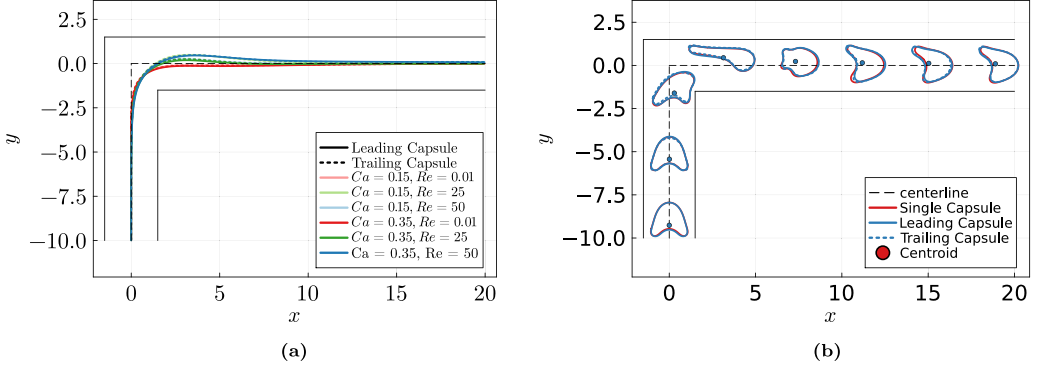 2.5
0.0
−2.5
−5.0
−7.5
−10.0
y
0
5
10
15
20
x
Leading Capsule
Trailing Capsule
Ca = 0.15, Re = 0.01
Ca = 0.15, Re = 25
Ca = 0.15, Re = 50
Ca = 0.35, Re = 0.01
Ca = 0.35, Re = 25
Ca = 0.35, Re = 50
(a)
2.5
0.0
−2.5
−5.0
−7.5
−10.0
y
0
5
10
15
20
x
centerline
Single Capsule
Leading Capsule
Trailing Capsule
Centroid
(b)